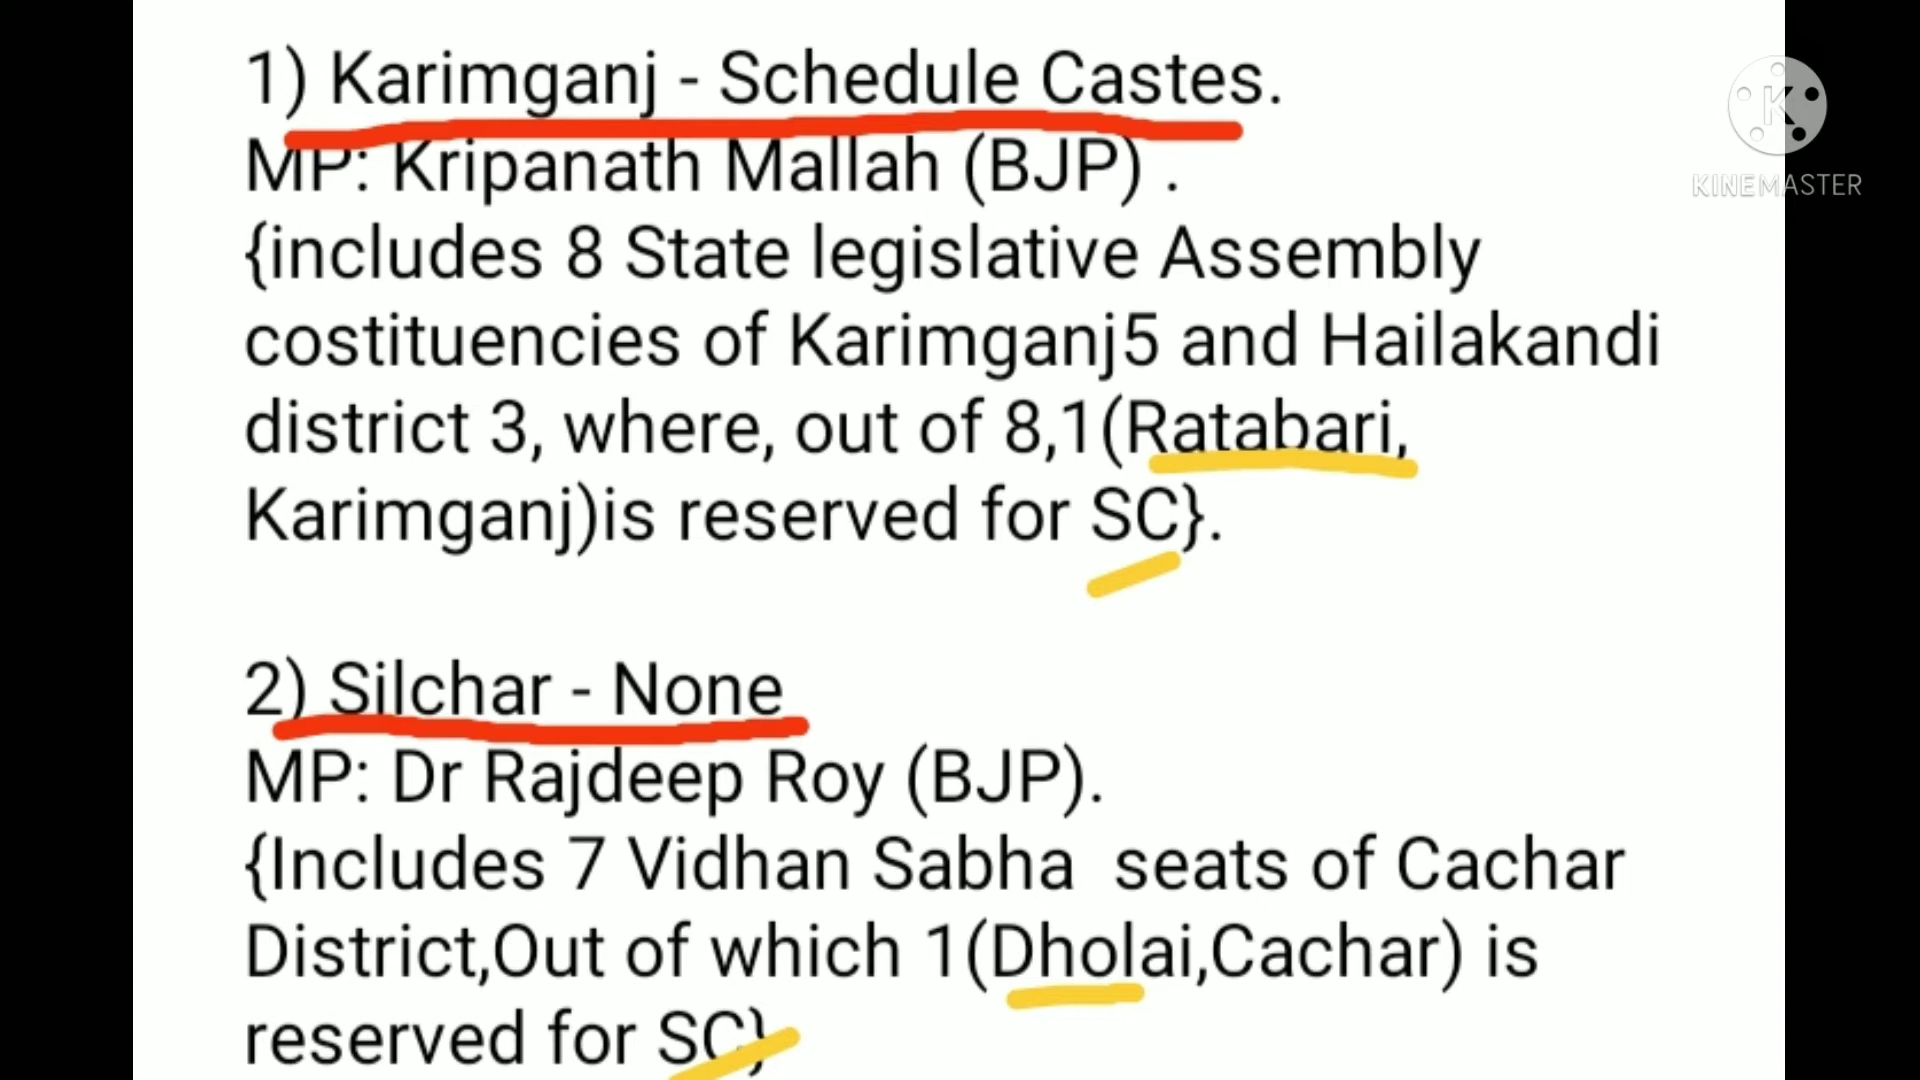 1) Karimganj - Schedule Castes.
MP: Kripanath Mallah (BJP) .
{includes 8 State legislative Assembly
costituencies of Karimganj5 and Hailakandi
district 3, where, out of 8,1(Ratabari,
Karimganj)is reserved for SC}.
2) Silchar - None
MP: Dr Rajdeep Roy (BJP).
{Includes 7 Vidhan Sabha  seats of Cachar
District,Out of which 1(Dholai,Cachar) is
reserved for SC}
K
KINEMASTER